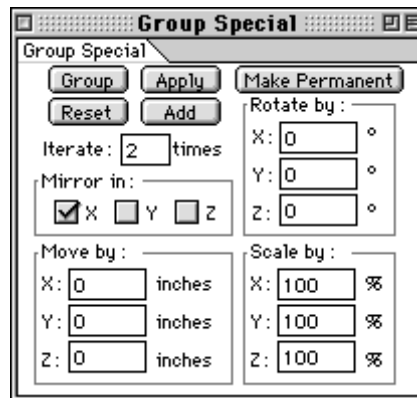 Group Special
Group Special
Group Apply Make Permanent
Reset Add
Iterate: 2 times
Mirror in:
X Y Z
Rotate by:
X: 0 °
Y: 0 °
Z: 0 °
Move by:
X: 0 inches
Y: 0 inches
Z: 0 inches
Scale by:
X: 100 %
Y: 100 %
Z: 100 %